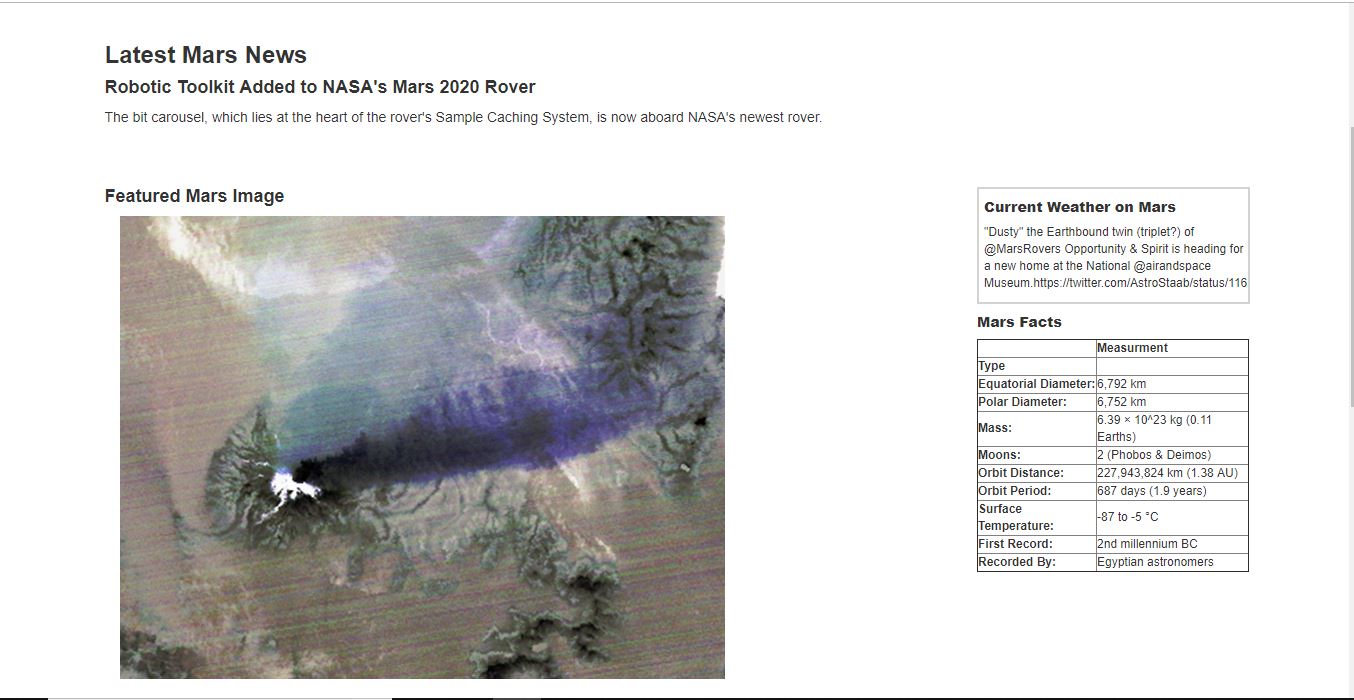 Latest Mars News
Robotic Toolkit Added to NASA's Mars 2020 Rover
The bit carousel, which lies at the heart of the rover's Sample Caching System, is now aboard NASA's newest rover.
Featured Mars Image
Current Weather on Mars
"Dusty" the Earthbound twin (triplet?) of
@MarsRovers Opportunity & Spirit is heading for
a new home at the National @airandspace
Museum.https://twitter.com/AstroStaab/status/116
Mars Facts
Measurment
Type
Equatorial Diameter: 6,792 km
Polar Diameter: 6,752 km
Mass: 6.39 × 10^23 kg (0.11
Earths)
Moons: 2 (Phobos & Deimos)
Orbit Distance: 227,943,824 km (1.38 AU)
Orbit Period: 687 days (1.9 years)
Surface
Temperature: -87 to -5 °C
First Record: 2nd millennium BC
Recorded By: Egyptian astronomers